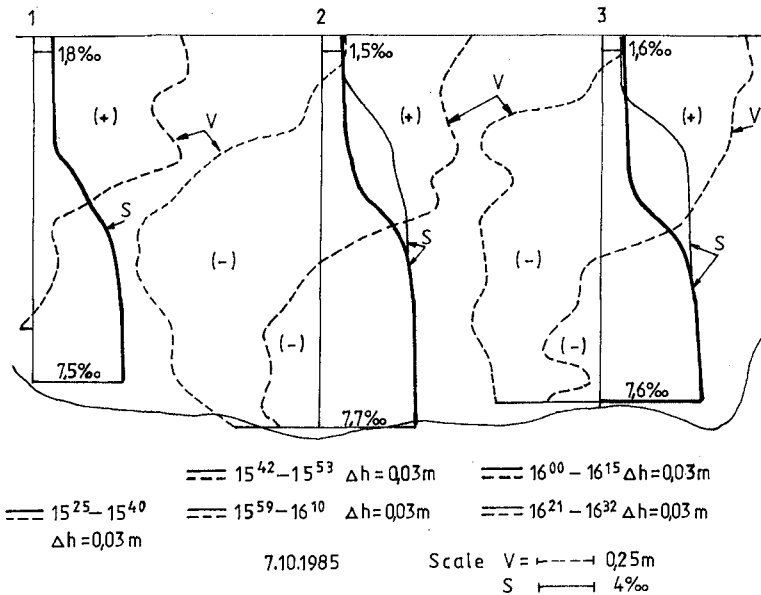 1 2 3
1,8‰ 1,5‰ 1,6‰
V V
(+) (+) (+) V
S
S S
(-) (-)
(-) (-)
7,5‰ 7,7‰ 7,6‰
15⁴²-15⁵³ Δh=0,03m 16⁰⁰-16¹⁵ Δh=0,03m
15²⁵-15⁴⁰ 15⁵⁹-16¹⁰ Δh=0,03m 16²¹-16³² Δh=0,03m
Δh=0,03m
7.10.1985 Scale V= 0,25m
S 4‰